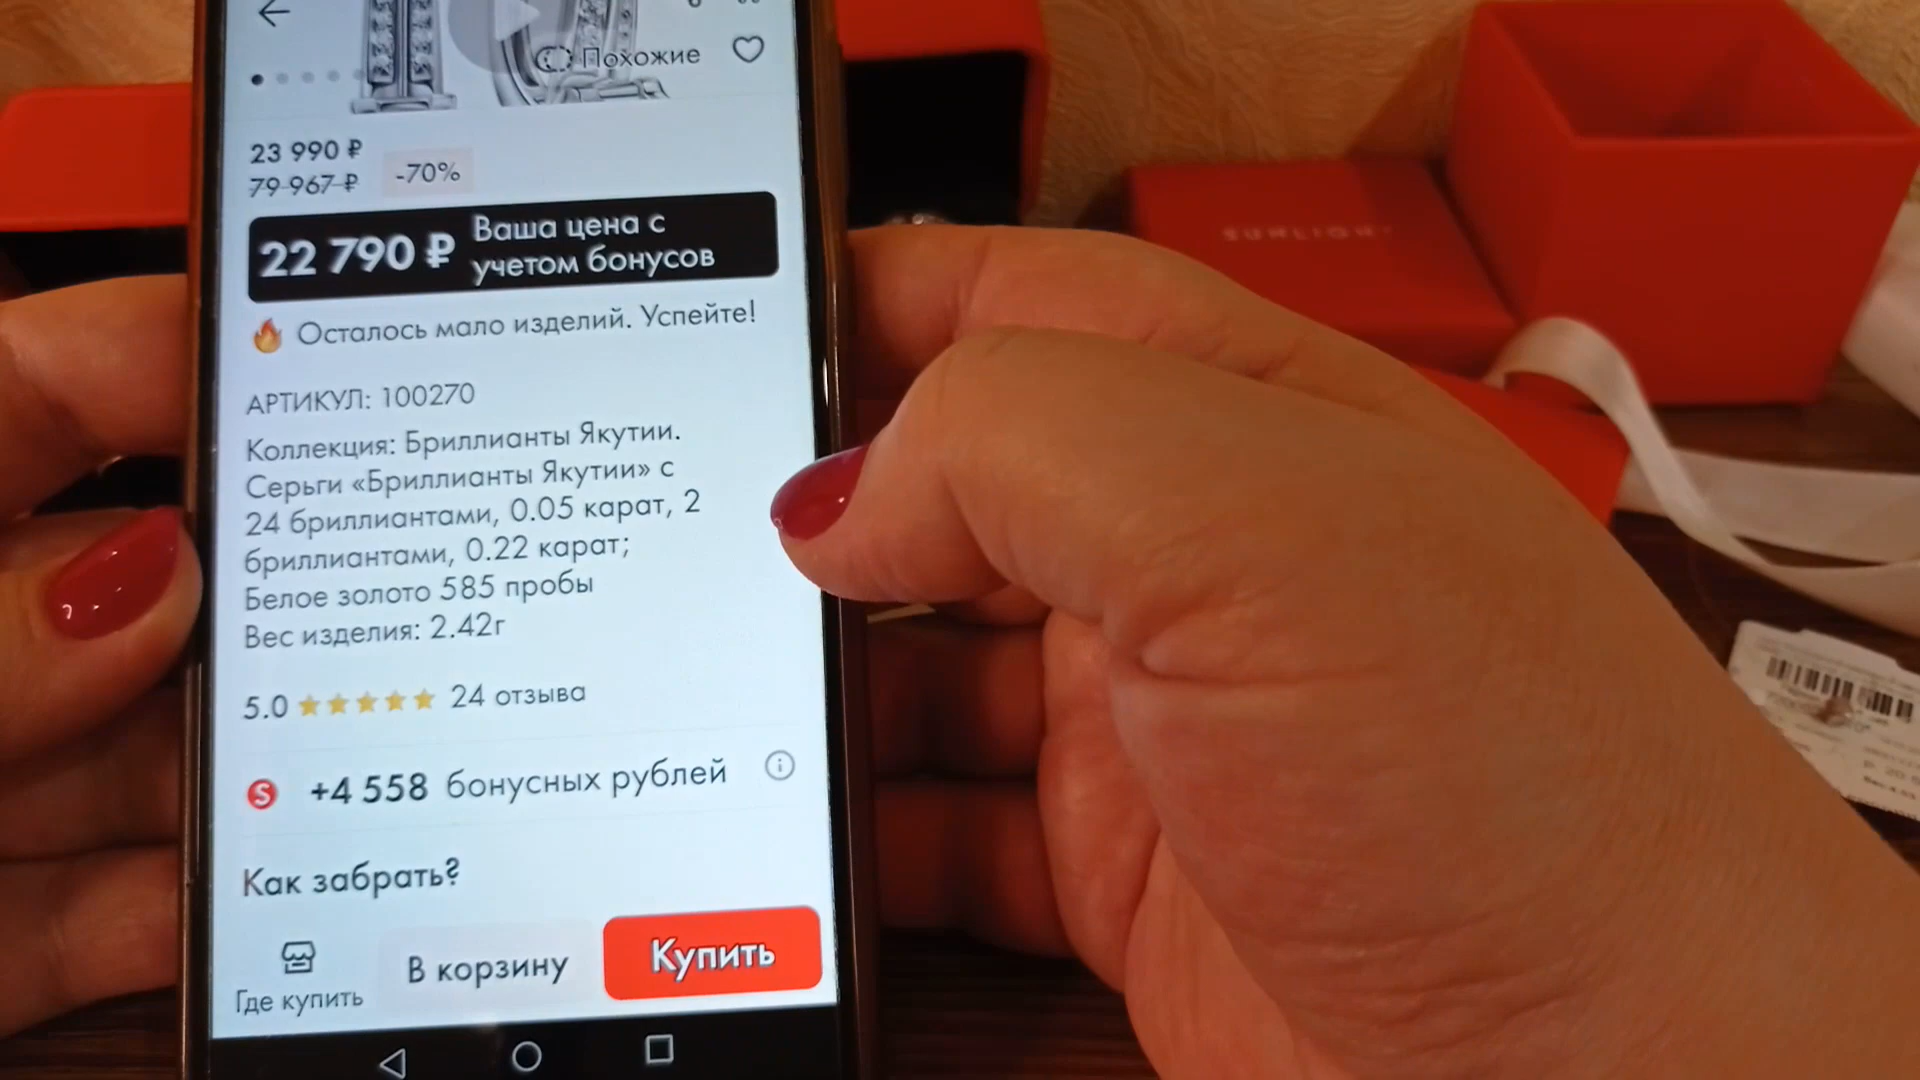 Похожие
23 990 ₽
79 967 ₽
-70%
22 790 ₽
Ваша цена с
учетом бонусов
Осталось мало изделий. Успейте!
АРТИКУЛ: 100270
Коллекция: Бриллианты Якутии.
Серьги «Бриллианты Якутии» с
24 бриллиантами, 0.05 карат, 2
бриллиантами, 0.22 карат;
Белое золото 585 пробы
Вес изделия: 2.42г
5.0
24 отзыва
S
+4 558 бонусных рублей
Как забрать?
Где купить
В корзину
Купить
SUNLIGHT